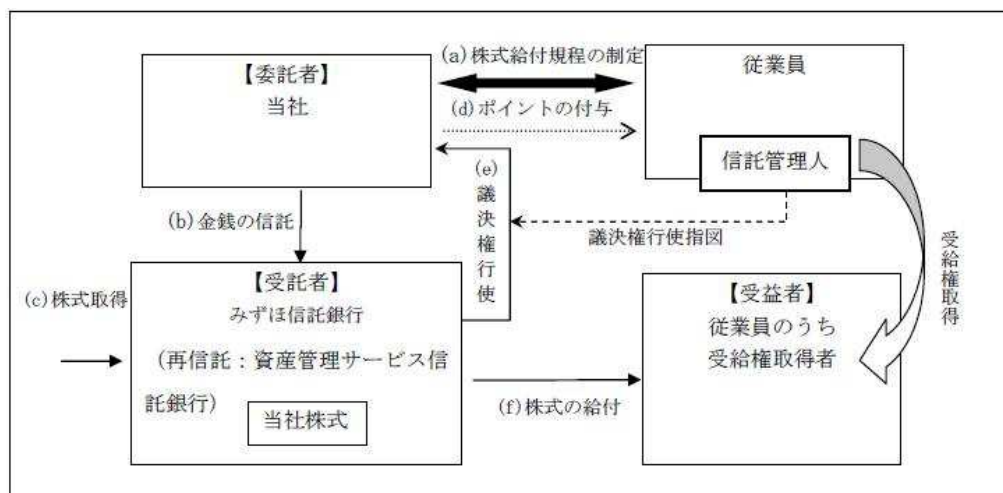 (a)株式給付規程の制定
【委託者】
当社
従業員
(d)ポイントの付与
信託管理人
(e)議決権行使
(b)金銭の信託
議決権行使指図
受給権取得
(c)株式取得
【受託者】
みずほ信託銀行
(再信託：資産管理サービス信
託銀行)
当社株式
【受益者】
従業員のうち
受給権取得者
(f)株式の給付